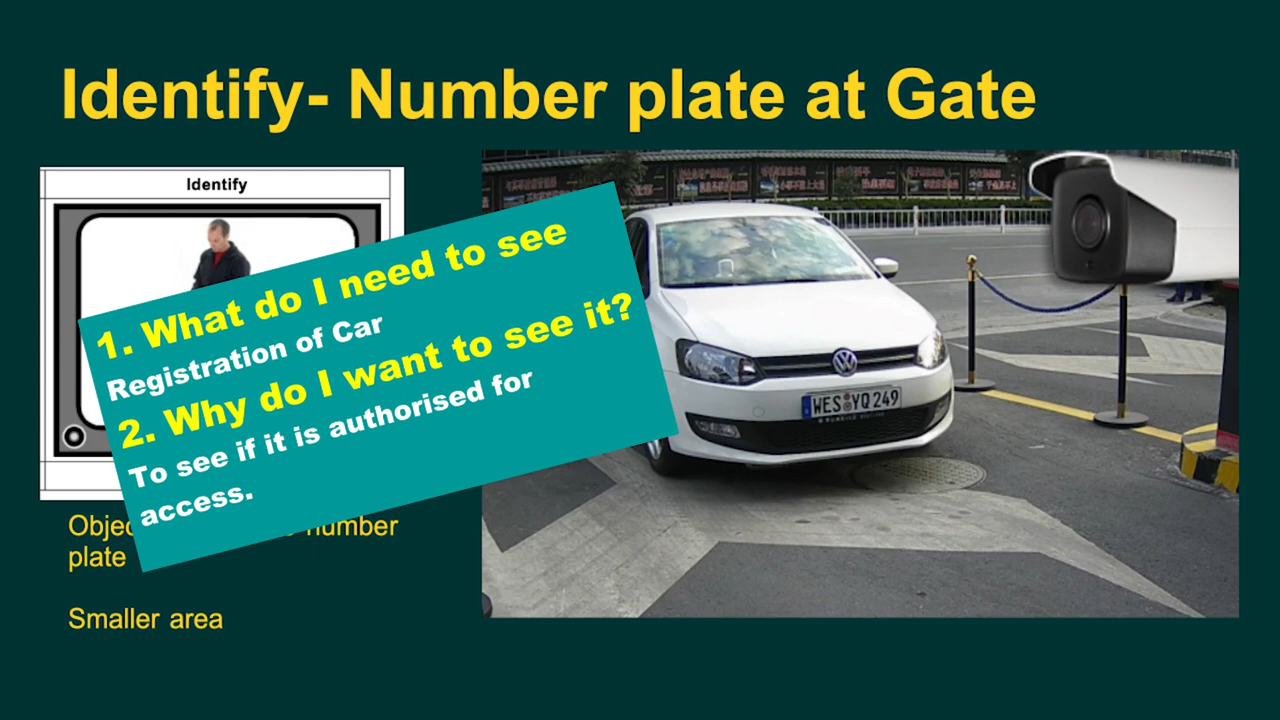 Identify- Number plate at Gate
Identify
1. What do I need to see
Registration of Car
2. Why do I want to see it?
To see if it is authorised for
access.
number
plate
Smaller area
WES YQ 249